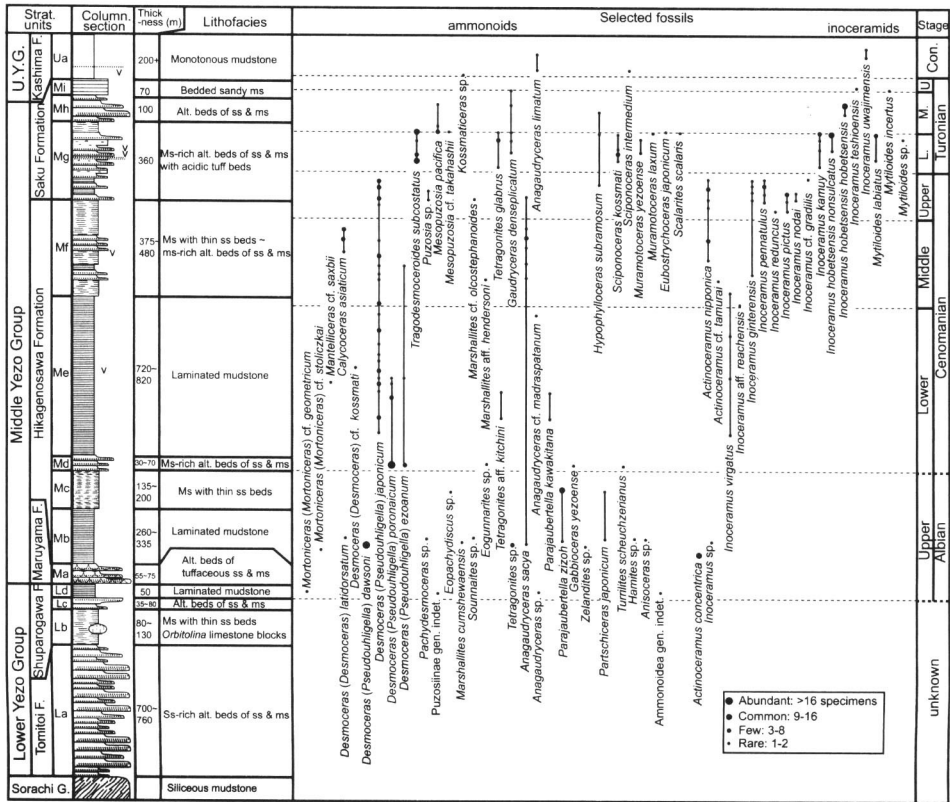 Strat. units
Column. section
Thick -ness (m)
Lithofacies
Selected fossils
ammonoids
inoceramids
Stage
U.Y.G.
Kashima F.
Ua
200+
Monotonous mudstone
Mi
70
Bedded sandy ms
Middle Yezo Group
Saku Formation
Mh
100
Alt. beds of ss & ms
Mg
360
Ms-rich alt. beds of ss & ms with acidic tuff beds
Hikagenosawa Formation
Mf
375~ 480
Ms with thin ss beds ~ ms-rich alt. beds of ss & ms
Me
720~ 820
Laminated mudstone
Md
30~70
Ms-rich alt. beds of ss & ms
Mc
135~ 200
Ms with thin ss beds
Maruyama F.
Mb
260~ 335
Laminated mudstone
Ma
55~75
Alt. beds of tuffaceous ss & ms
Lower Yezo Group
Shuparogawa F.
Ld
50
Laminated mudstone
Lc
35~80
Alt. beds of ss & ms
Lb
80~ 130
Ms with thin ss beds
Orbitolina limestone blocks
Tomitoi F.
La
700~ 760
Ss-rich alt. beds of ss & ms
Sorachi G.
Siliceous mudstone
Mortoniceras (Mortoniceras) cf. geometricum
Mortoniceras (Mortoniceras) cf. stoliczkai
Mantelliceras cf. saxbii
Calycoceras asiaticum
Desmoceras (Desmoceras) latidorsatum
Desmoceras (Desmoceras) cf. kossmati
Desmoceras (Pseudouhligella) dawsoni
Desmoceras (Pseudouhligella) japonicum
Desmoceras (Pseudouhligella) poronaicum
Desmoceras (Pseudouhligella) ezoanum
Tragodesmoceroides subcostatus
Pachydesmoceras sp.
Puzosia sp.
Puzosiinae gen. indet.
Mesopuzosia pacifica
Mesopuzosia cf. takahashii
Eopachydiscus sp.
Kossmaticeras sp.
Marshallites cumshewaensis
Marshallites cf. olcostephanoides
Sounnaites sp.
Marshallites aff. hendersoni
Eogunnarites sp.
Tetragonites aff. kitchini
Tetragonites glabrus
Tetragonites sp.
Gaudryceras denseplicatum
Anagaudryceras sacya
Anagaudryceras limatum
Anagaudryceras cf. madraspatanum
Anagaudryceras sp.
Parajaubertella kawakitana
Parajaubertella zizoh
Gabbioceras yezoense
Zelandites sp.
Hypophylloceras subramosum
Partschiceras japonicum
Sciponoceras kossmati
Sciponoceras intermedium
Turrilites scheuchzerianus
Hamites sp.
Muramotoceras yezoense
Anisoceras sp.
Muramotoceras laxum
Ammonoidea gen. indet.
Eubostrychoceras japonicum
Scalarites scalaris
Actinoceramus concentrica
Actinoceramus nipponica
Inoceramus sp.
Actinoceramus cf. tamurai
Inoceramus virgatus
Inoceramus aff. reachensis
Inoceramus ginterensis
Inoceramus pennatulus
Inoceramus reduncus
Inoceramus pictus
Inoceramus nodai
Inoceramus cf. gradilis
Inoceramus kamuy
Inoceramus hobetsensis nonsulcatus
Inoceramus hobetsensis hobetsensis
Inoceramus teshioensis
Inoceramus uwajimensis
Mytiloides labiatus
Mytiloides incertus
Mytiloides sp.
Con.
U
M.
L.
Turonian
Upper
Middle
Lower
Cenomanian
Upper
Albian
unknown
Abundant: >16 specimens
Common: 9-16
Few: 3-8
Rare: 1-2